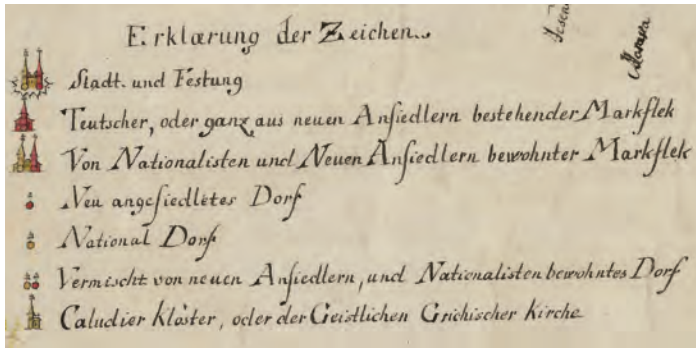 Erklærung der Zeichen..
Stadt. und Festung
Teutscher, oder ganz aus neuen Ansiedlern bestehender Markflek
Von Nationalisten und Neuen Ansiedlern bewohnter Markflek
Neu angesiedletes Dorf
National Dorf
Vermischt von neuen Ansiedlern, und Nationalisten bewohntes Dorf
Caludier Klöster, oder der Geistlichen Grichischer Kirche